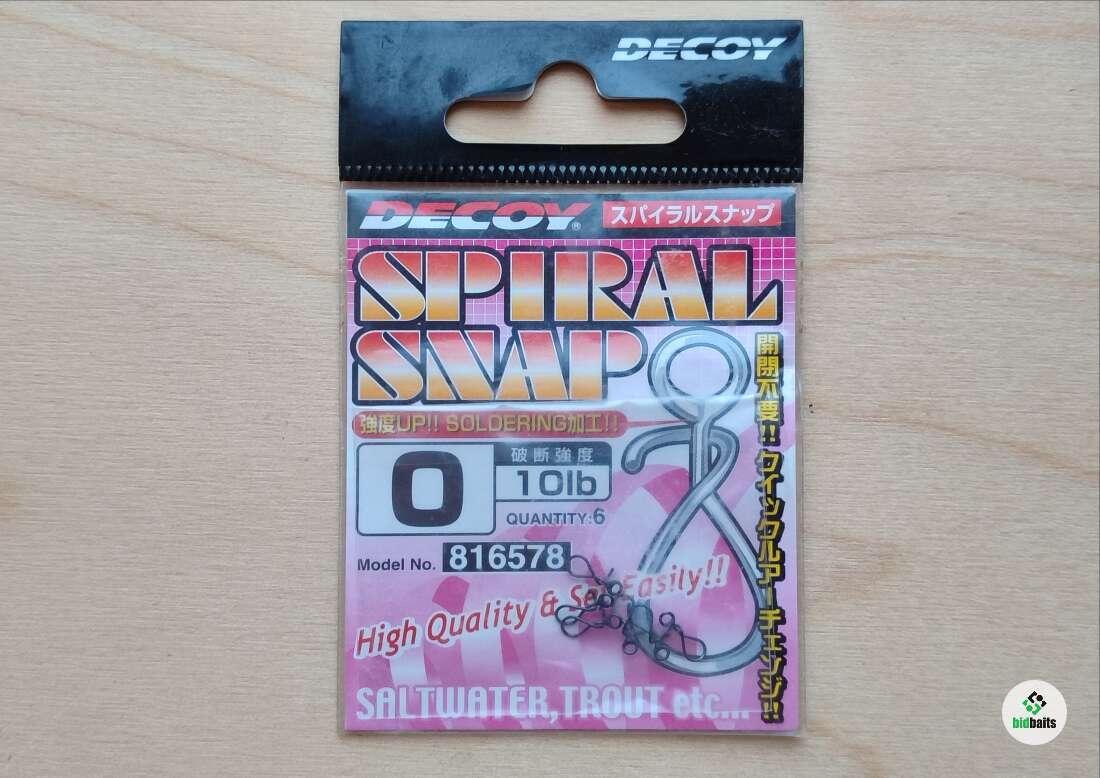 DECOY
DECOY® スパイラルスナップ
SPIRAL
SNAP
強度UP!! SOLDERING加工!!
0
破断強度
10lb
QUANTITY:6
Model No. 816578
High Quality & Set Easily!!
SALTWATER, TROUT etc...
開閉不要!! クイックルアーチェンジ!!
bidbaits